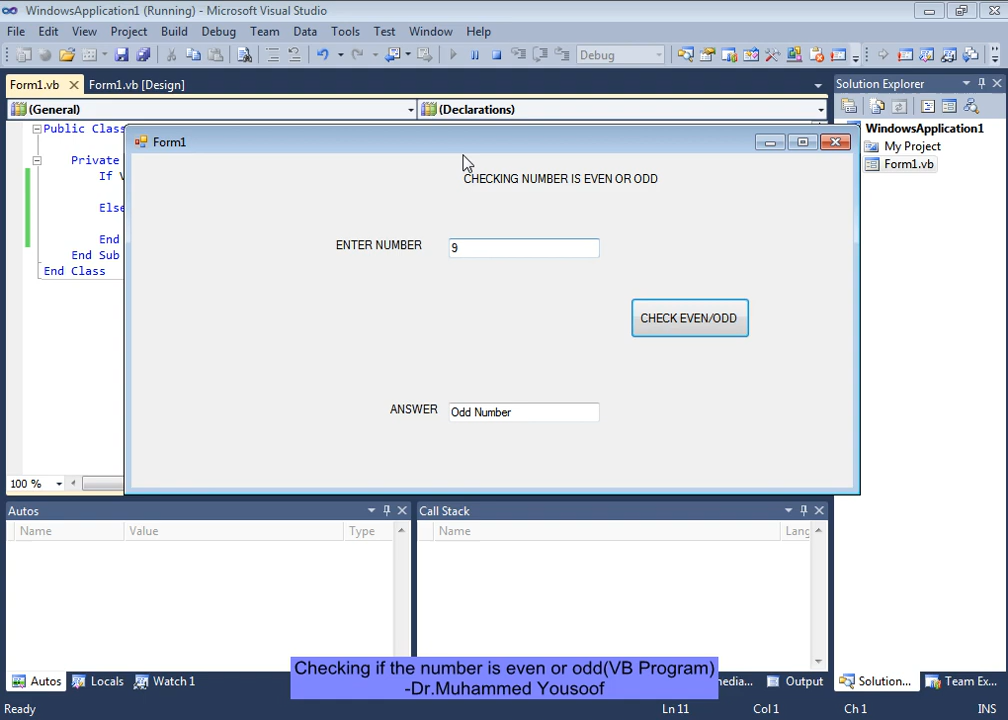 WindowsApplication1 (Running) - Microsoft Visual Studio
File Edit View Project Build Debug Team Data Tools Test Window Help
Debug
Form1.vb Form1.vb [Design]
Solution Explorer
(General) (Declarations)
Public Class
Private
If
Else
End
End Sub
End Class
WindowsApplication1
My Project
Form1.vb
Form1
CHECKING NUMBER IS EVEN OR ODD
ENTER NUMBER 9
CHECK EVEN/ODD
ANSWER Odd Number
100 %
Autos
Name Value Type
Call Stack
Name Lang
Checking if the number is even or odd(VB Program)
-Dr.Muhammed Yousoof
Autos Locals Watch 1
Output
Solution... Team Ex...
Ready
Ln 11 Col 1 Ch 1 INS